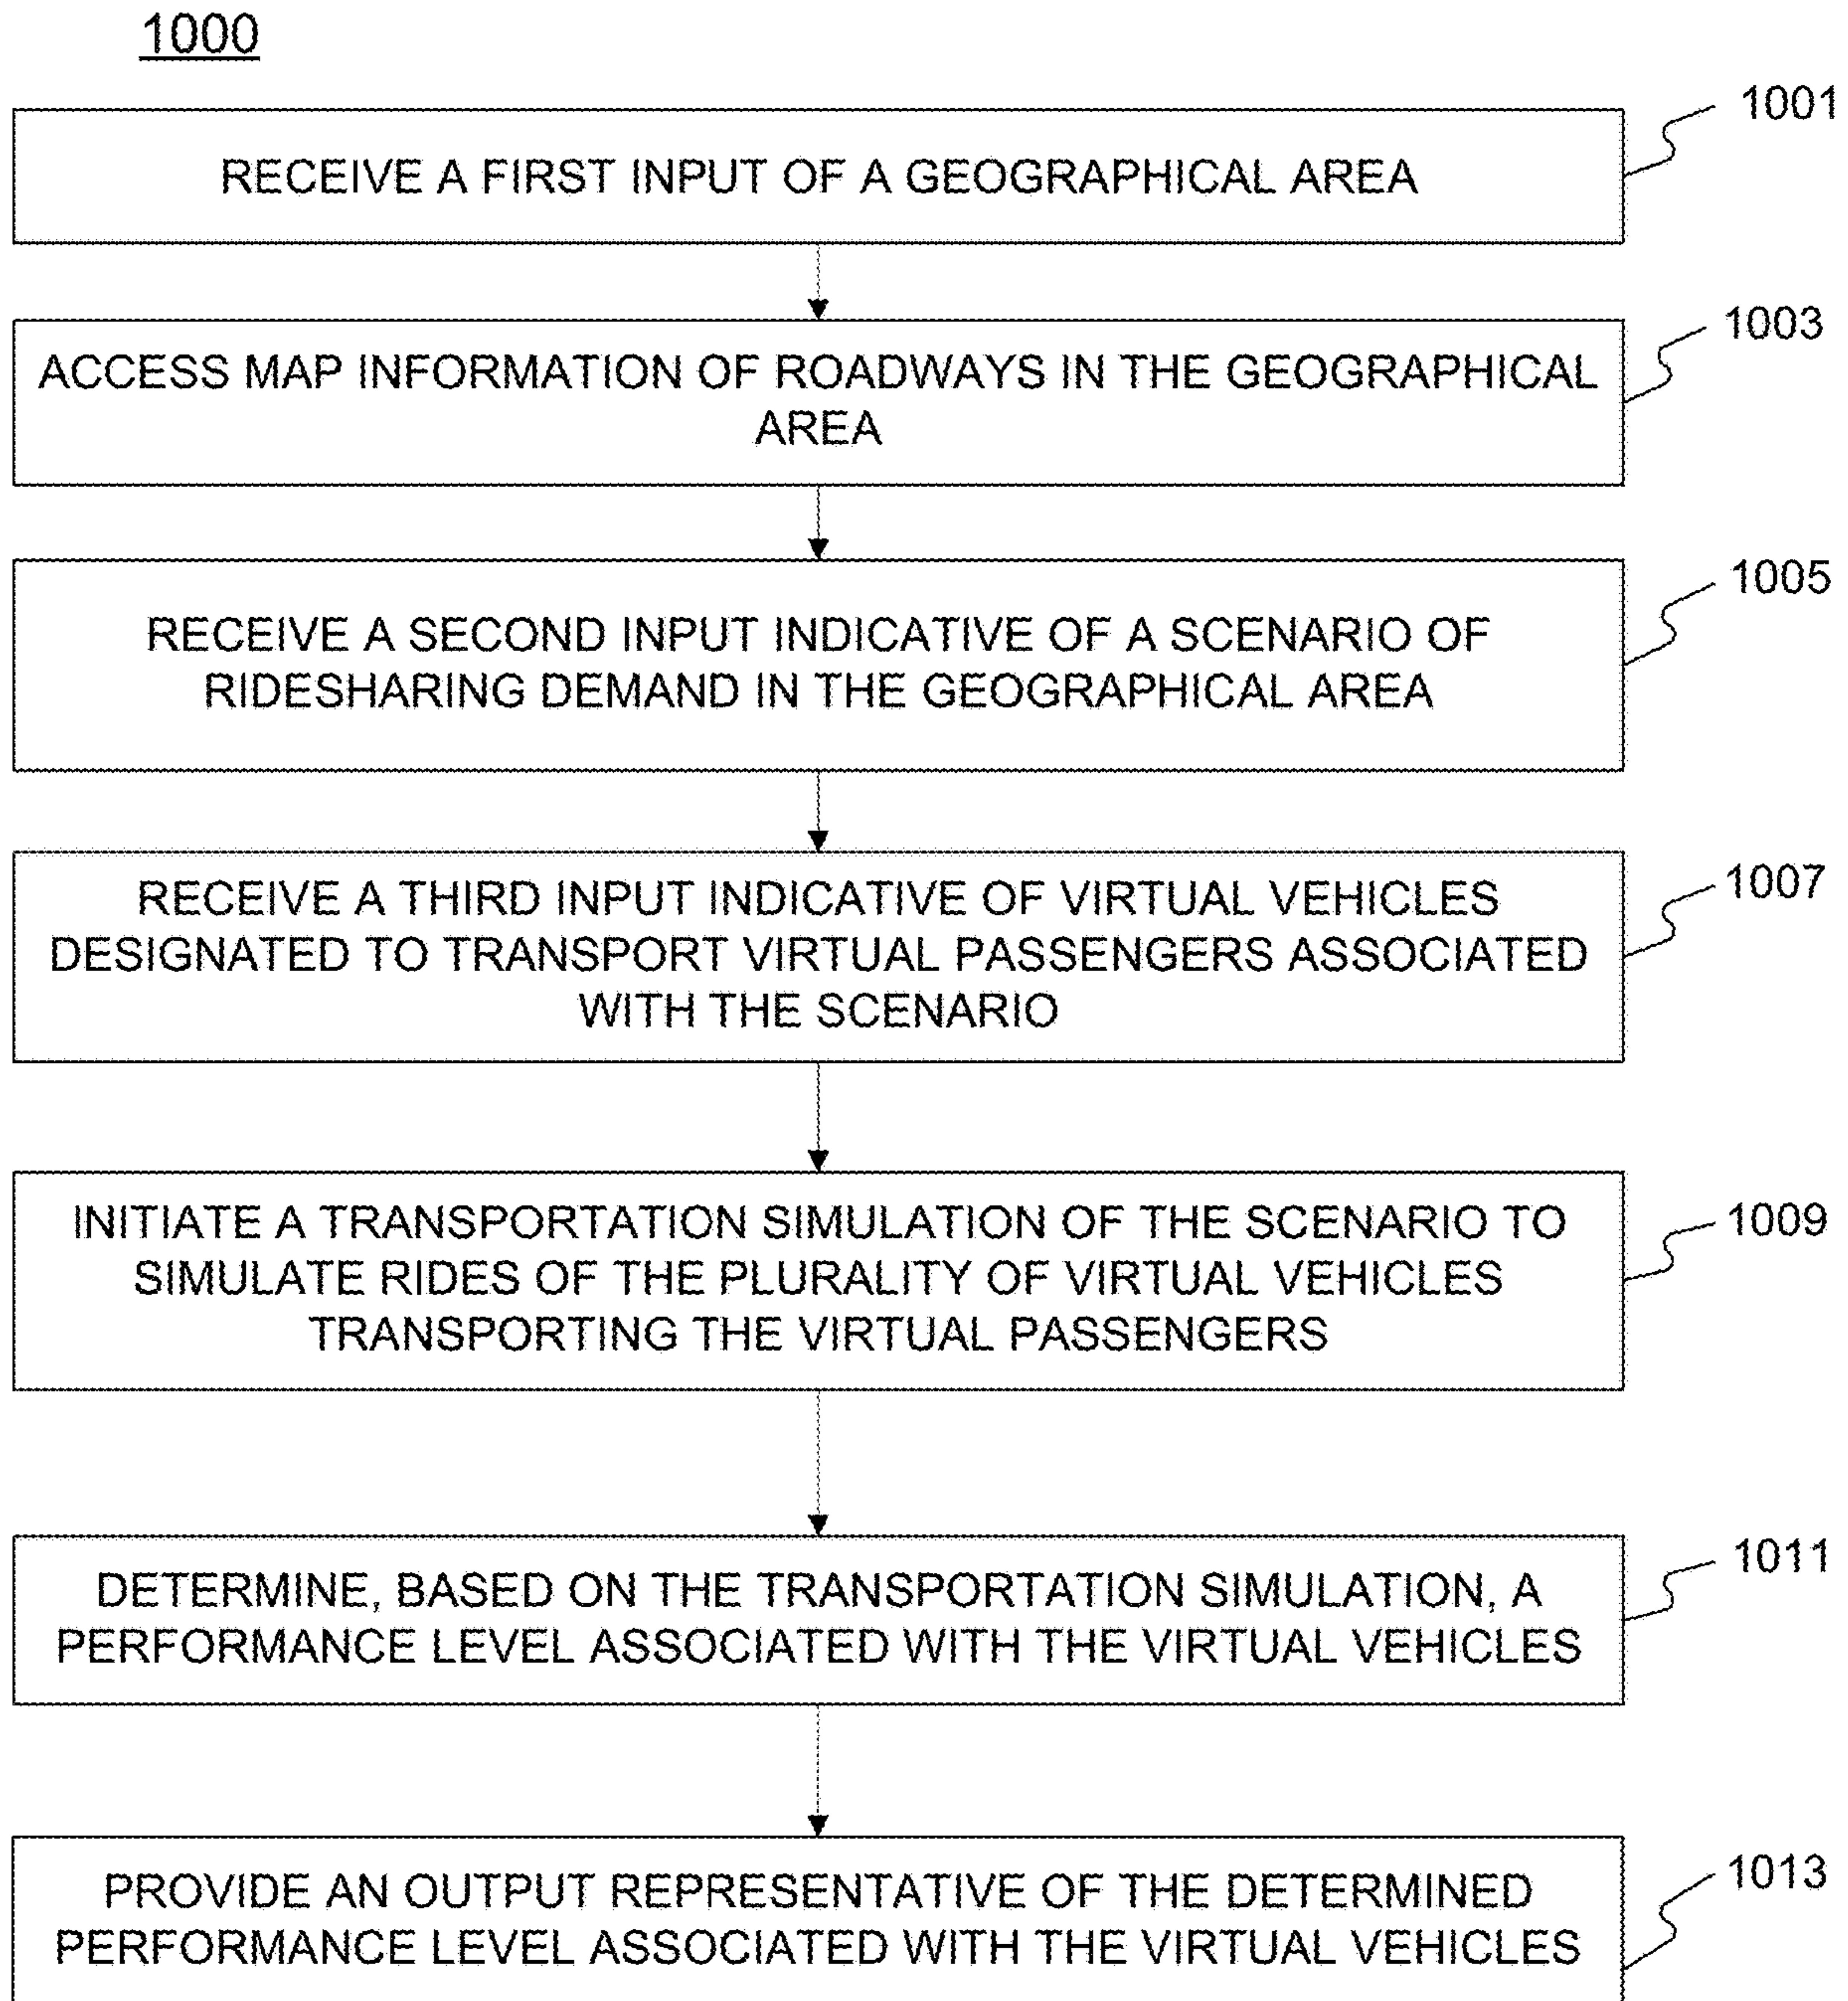 1000
1001
RECEIVE A FIRST INPUT OF A GEOGRAPHICAL AREA
1003
ACCESS MAP INFORMATION OF ROADWAYS IN THE GEOGRAPHICAL
AREA
1005
RECEIVE A SECOND INPUT INDICATIVE OF A SCENARIO OF
RIDESHARING DEMAND IN THE GEOGRAPHICAL AREA
1007
RECEIVE A THIRD INPUT INDICATIVE OF VIRTUAL VEHICLES
DESIGNATED TO TRANSPORT VIRTUAL PASSENGERS ASSOCIATED
WITH THE SCENARIO
1009
INITIATE A TRANSPORTATION SIMULATION OF THE SCENARIO TO
SIMULATE RIDES OF THE PLURALITY OF VIRTUAL VEHICLES
TRANSPORTING THE VIRTUAL PASSENGERS
1011
DETERMINE, BASED ON THE TRANSPORTATION SIMULATION, A
PERFORMANCE LEVEL ASSOCIATED WITH THE VIRTUAL VEHICLES
1013
PROVIDE AN OUTPUT REPRESENTATIVE OF THE DETERMINED
PERFORMANCE LEVEL ASSOCIATED WITH THE VIRTUAL VEHICLES